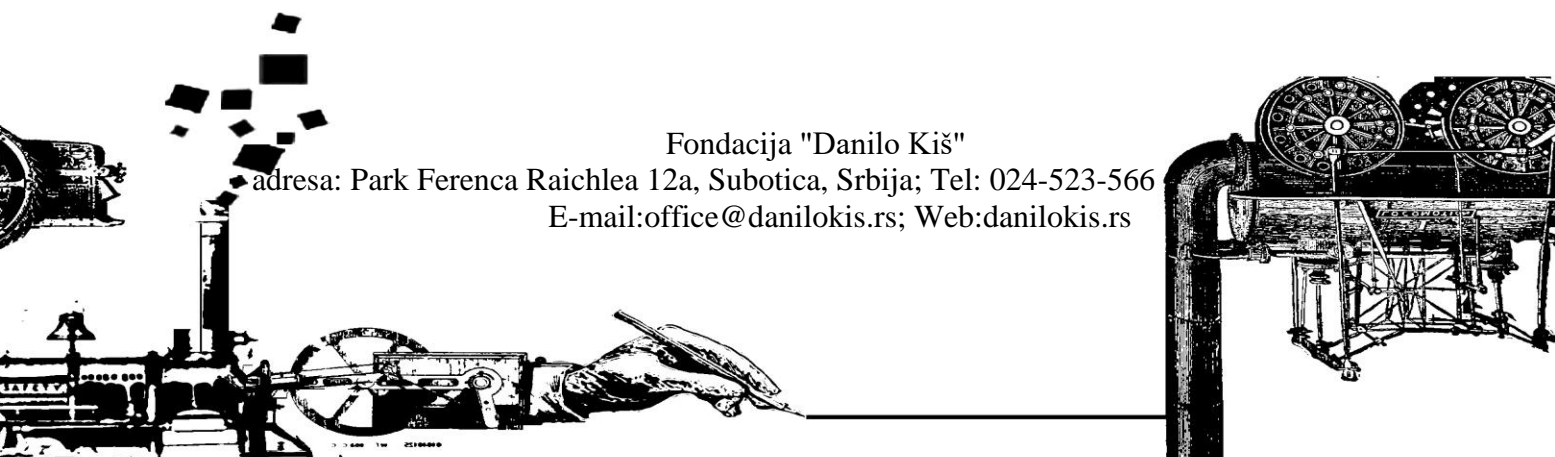 Fondacija "Danilo Kiš"
adresa: Park Ferenca Raichlea 12a, Subotica, Srbija; Tel: 024-523-566
E-mail:office@danilokis.rs; Web:danilokis.rs